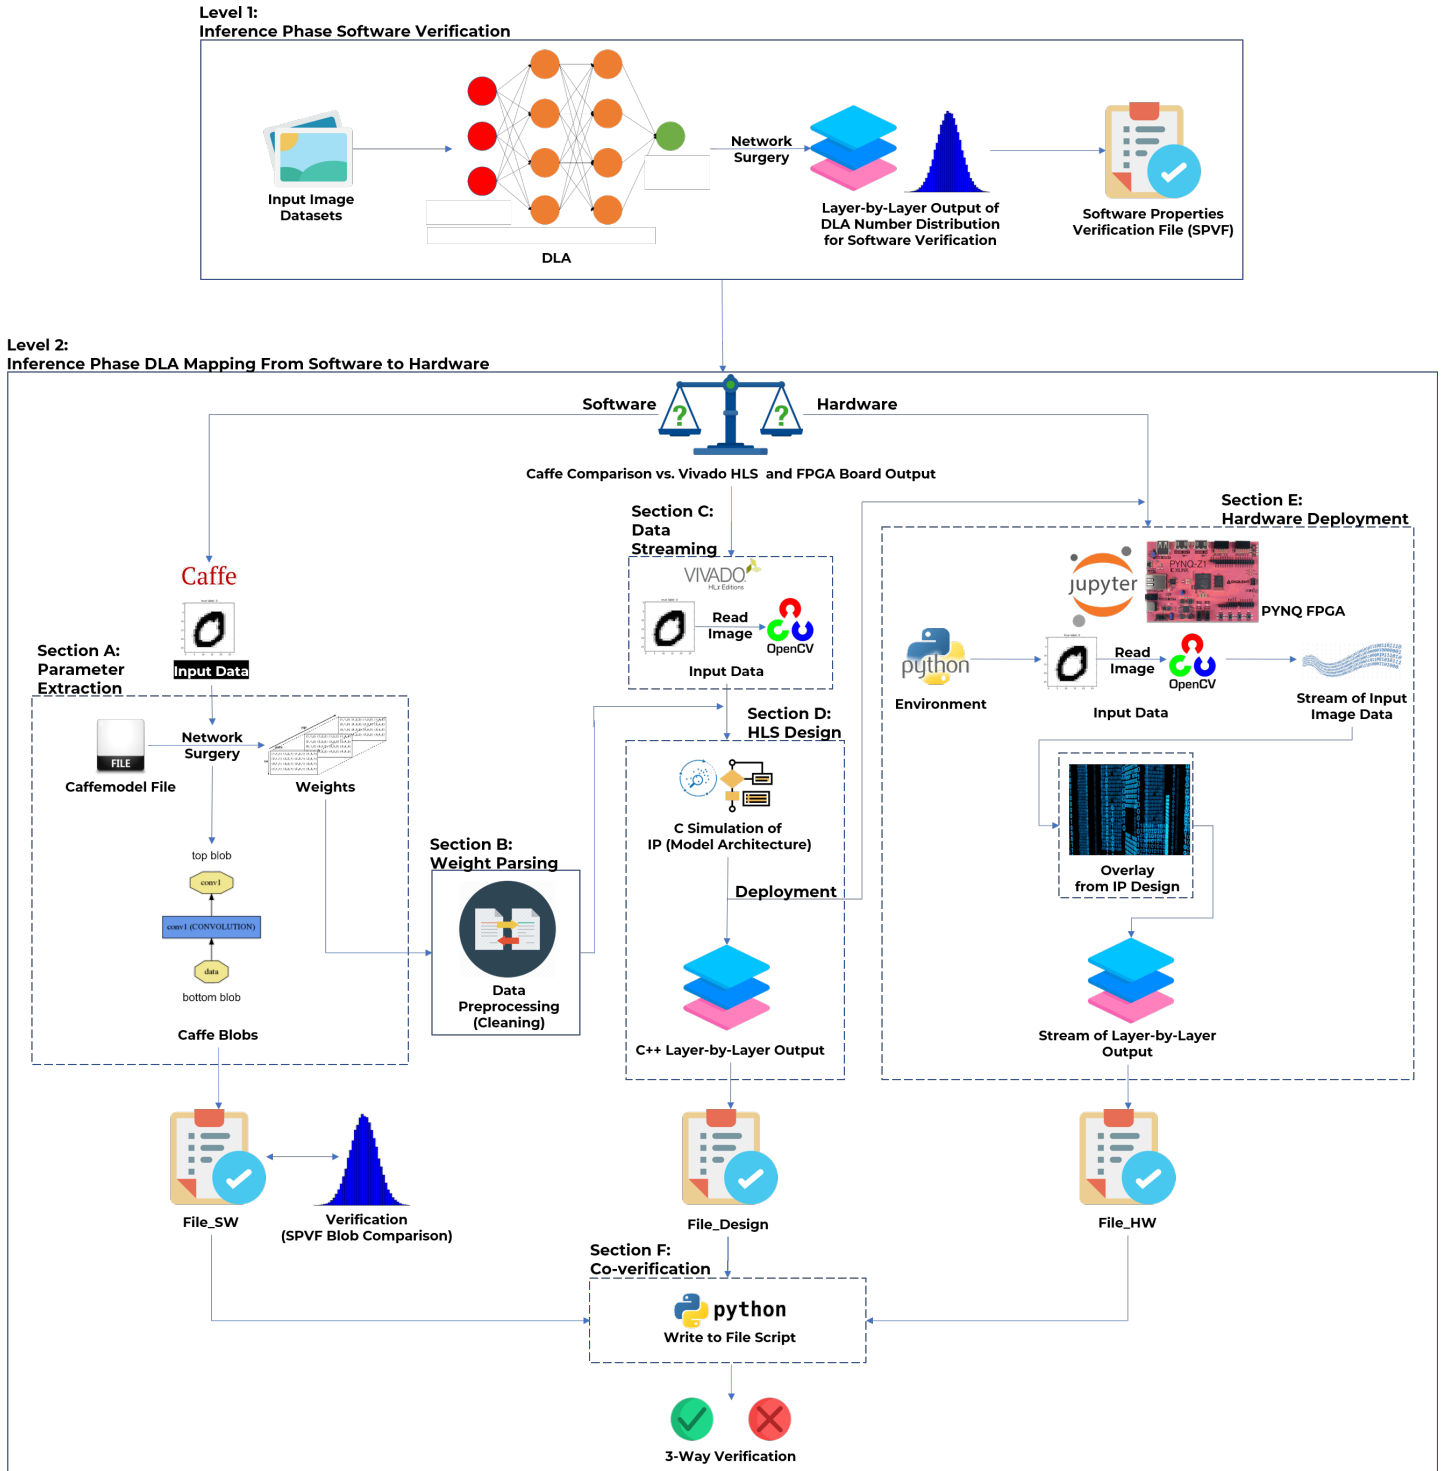 Level 1:
Inference Phase Software Verification
Input Image
Datasets
DLA
Network
Surgery
Layer-by-Layer Output of
DLA Number Distribution
for Software Verification
Software Properties
Verification File (SPVF)
Level 2:
Inference Phase DLA Mapping From Software to Hardware
Software
Hardware
?
?
Caffe Comparison vs. Vivado HLS and FPGA Board Output
Caffe
Input Data
Section A:
Parameter
Extraction
FILE
Caffemodel File
Network
Surgery
Weights
top blob
conv1
conv1 (CONVOLUTION)
data
bottom blob
Caffe Blobs
Section B:
Weight Parsing
Data
Preprocessing
(Cleaning)
Section C:
Data
Streaming
VIVADO
HLx Editions
Read
Image
OpenCV
Input Data
Section D:
HLS Design
C Simulation of
IP (Model Architecture)
Deployment
C++ Layer-by-Layer Output
Section E:
Hardware Deployment
jupyter
PYNQ-Z1
PYNQ FPGA
python
Environment
Read
Image
OpenCV
Input Data
Stream of Input
Image Data
Overlay
from IP Design
Stream of Layer-by-Layer
Output
File_SW
Verification
(SPVF Blob Comparison)
File_Design
File_HW
Section F:
Co-verification
python
Write to File Script
3-Way Verification